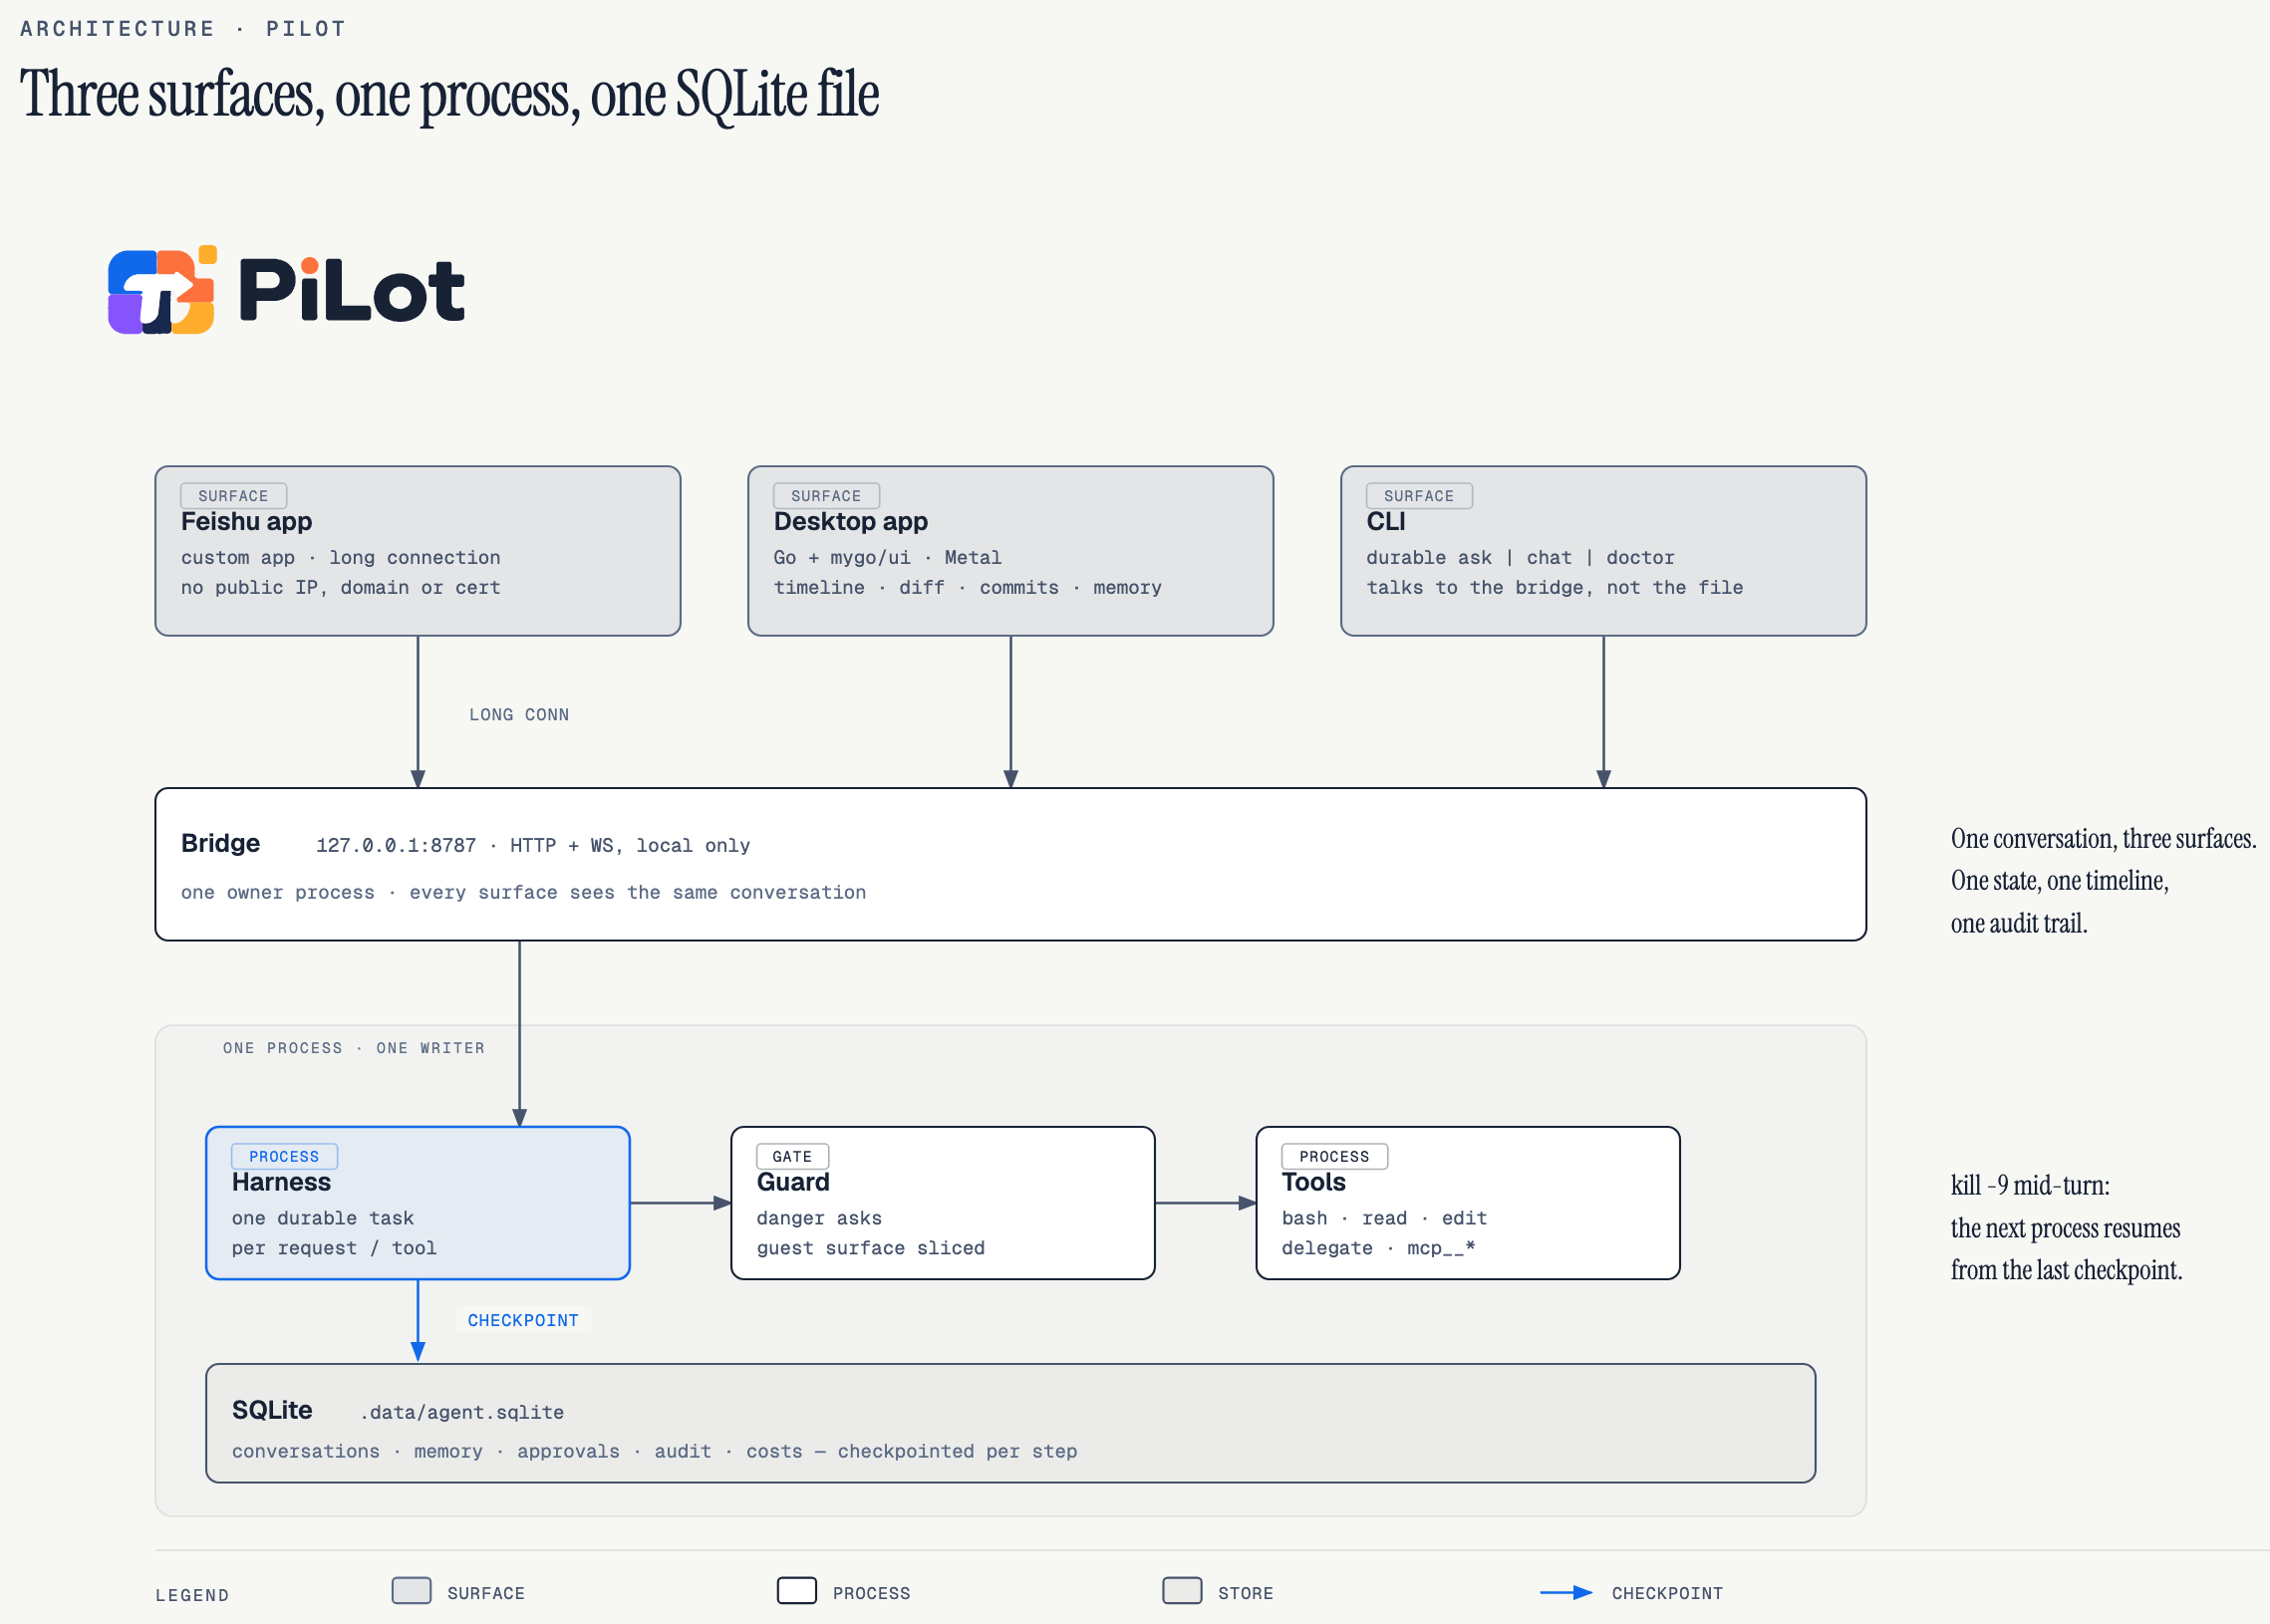 ARCHITECTURE · PILOT
Three surfaces, one process, one SQLite file
PiLot
SURFACE
Feishu app
custom app · long connection
no public IP, domain or cert
SURFACE
Desktop app
Go + mygo/ui · Metal
timeline · diff · commits · memory
SURFACE
CLI
durable ask | chat | doctor
talks to the bridge, not the file
LONG CONN
Bridge 127.0.0.1:8787 · HTTP + WS, local only
one owner process · every surface sees the same conversation
One conversation, three surfaces.
One state, one timeline,
one audit trail.
ONE PROCESS · ONE WRITER
PROCESS
Harness
one durable task
per request / tool
GATE
Guard
danger asks
guest surface sliced
PROCESS
Tools
bash · read · edit
delegate · mcp__*
kill -9 mid-turn:
the next process resumes
from the last checkpoint.
CHECKPOINT
SQLite .data/agent.sqlite
conversations · memory · approvals · audit · costs — checkpointed per step
LEGEND SURFACE PROCESS STORE CHECKPOINT